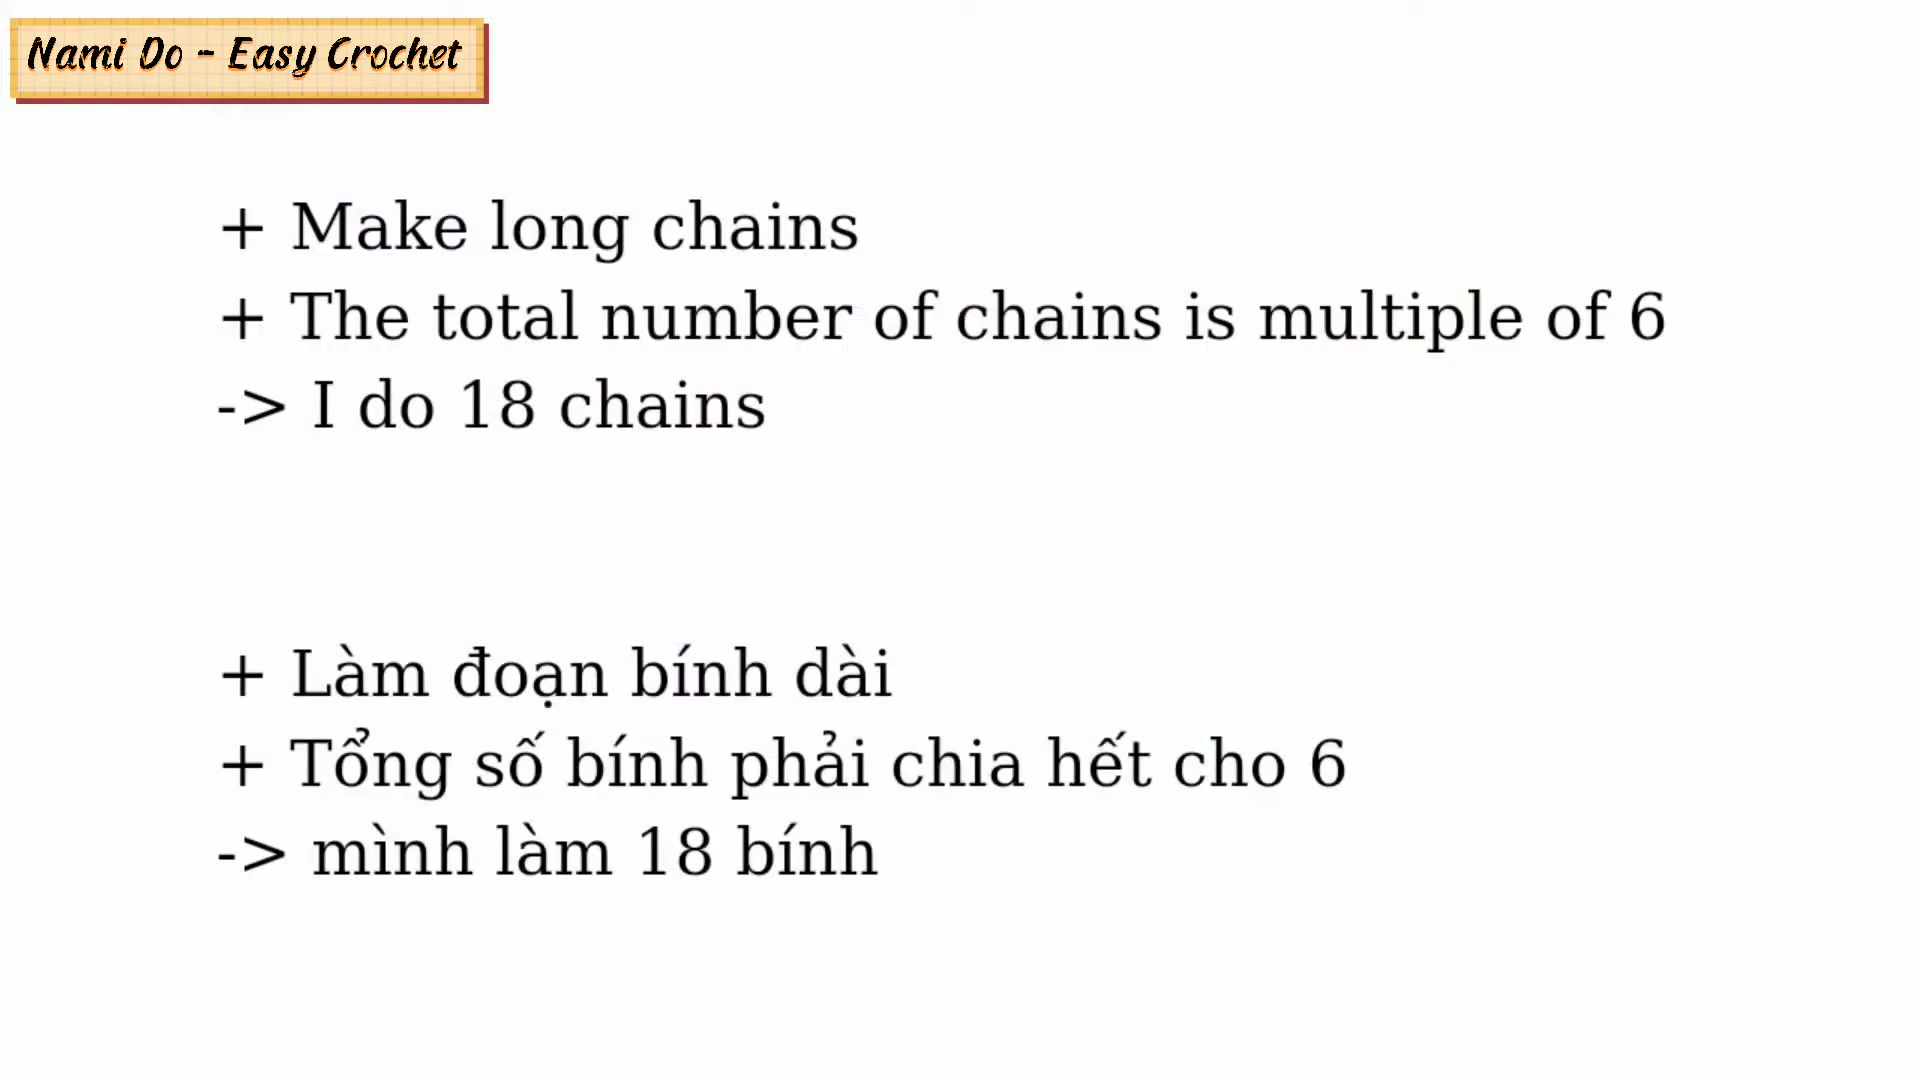 Nami Do - Easy Crochet
+ Make long chains
+ The total number of chains is multiple of 6
-> I do 18 chains
+ Làm đoạn bính dài
+ Tổng số bính phải chia hết cho 6
-> mình làm 18 bính